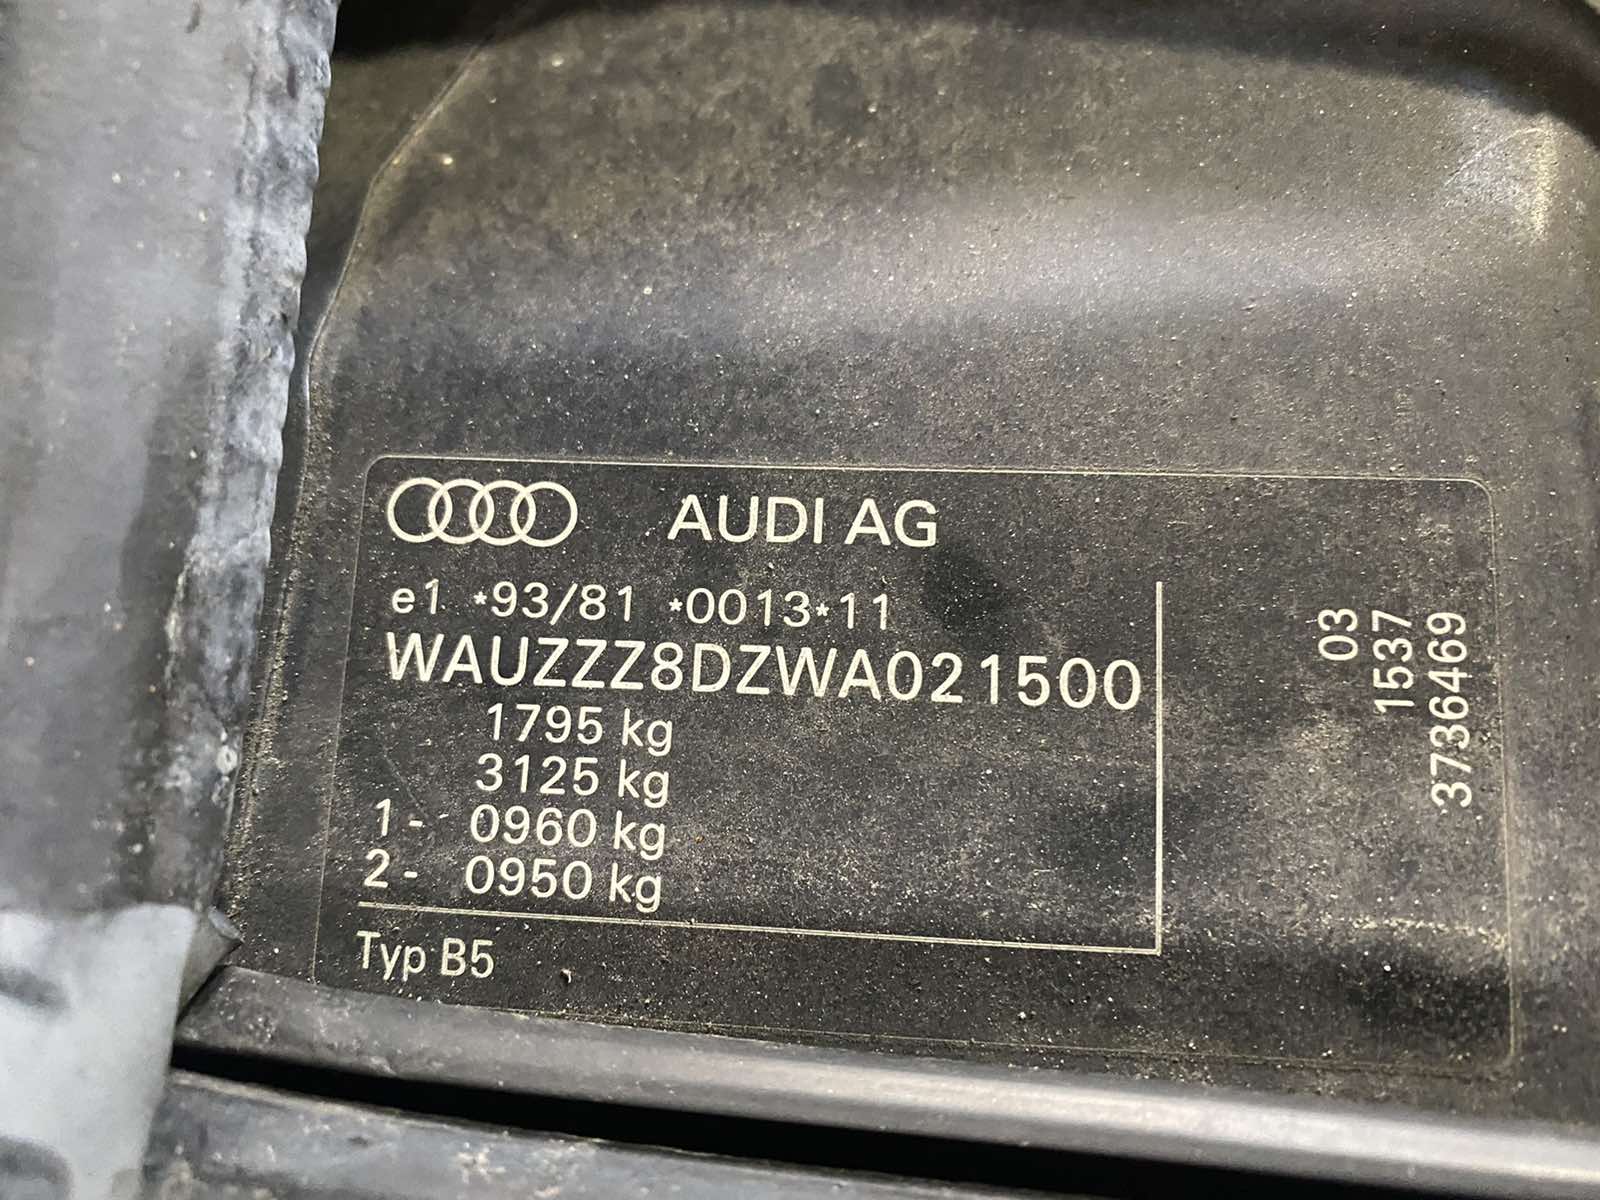 AUDI AG
e1 *93/81 *0013*11
WAUZZZ8DZWA021500
1795 kg
3125 kg
1- 0960 kg
2- 0950 kg
Typ B5
03
1537
37364469